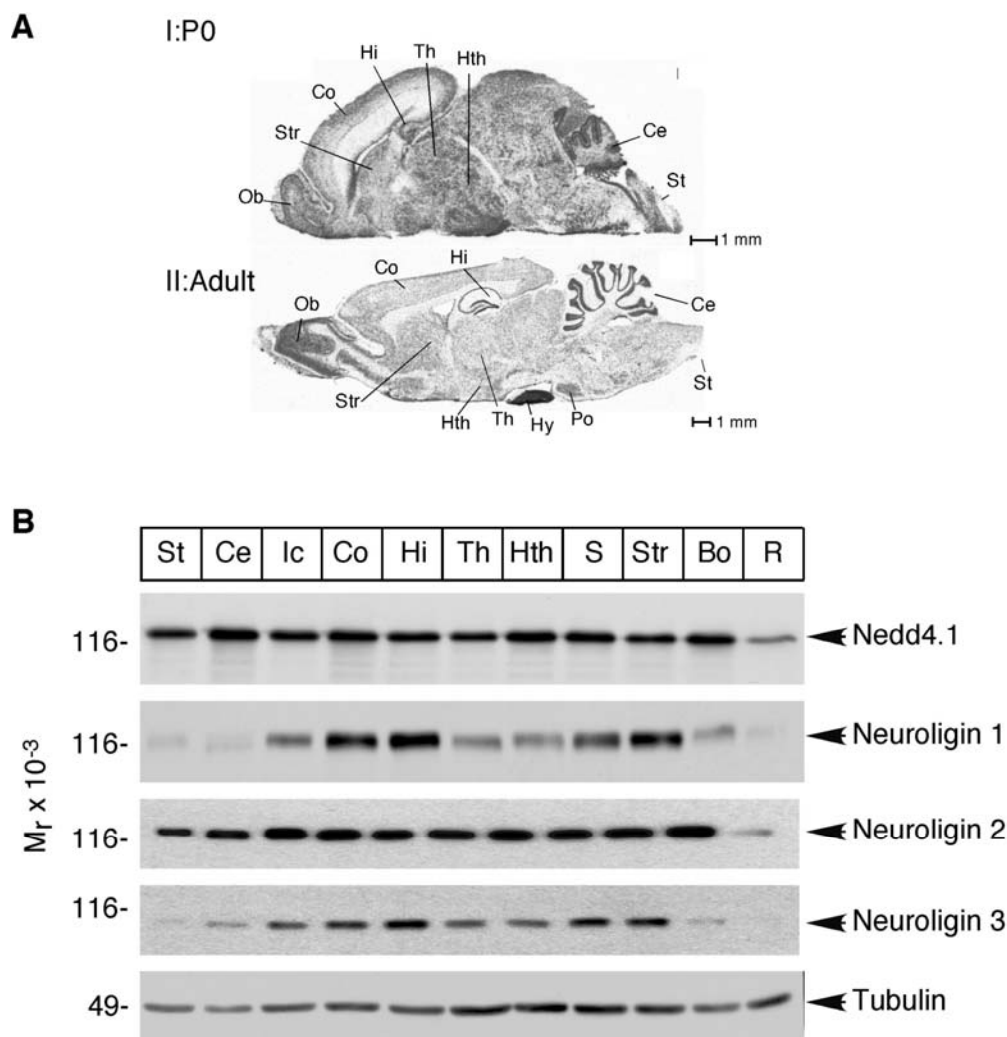 A
I:P0
Hi Th Hth
Co
Str
Ce
St
Ob
1 mm
II:Adult
Co Hi
Ob Ce
Str St
Hth Th Hy Po
1 mm
B
St Ce Ic Co Hi Th Hth S Str Bo R
116- Nedd4.1
116- Neuroligin 1
Mr x 10-3
116- Neuroligin 2
116- Neuroligin 3
49- Tubulin